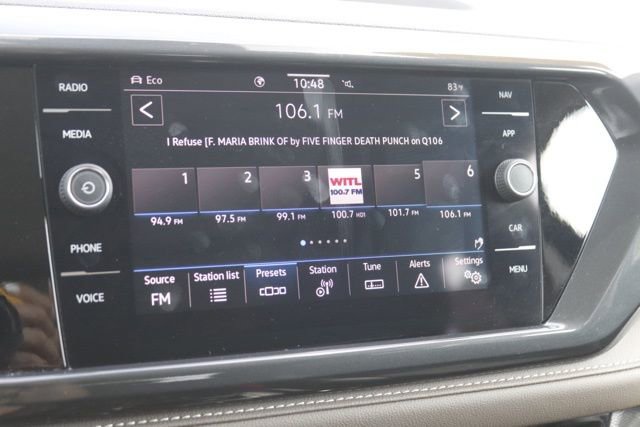 RADIO
MEDIA
PHONE
VOICE
Eco
10:48
83°F
106.1 FM
I Refuse [F. MARIA BRINK OF by FIVE FINGER DEATH PUNCH on Q106
1 2 3 5 6
WITL
100.7 FM
94.9 FM 97.5 FM 99.1 FM 100.7 HD1 101.7 FM 106.1 FM
Source Station list Presets Station Tune Alerts Settings
FM
NAV
APP
CAR
MENU